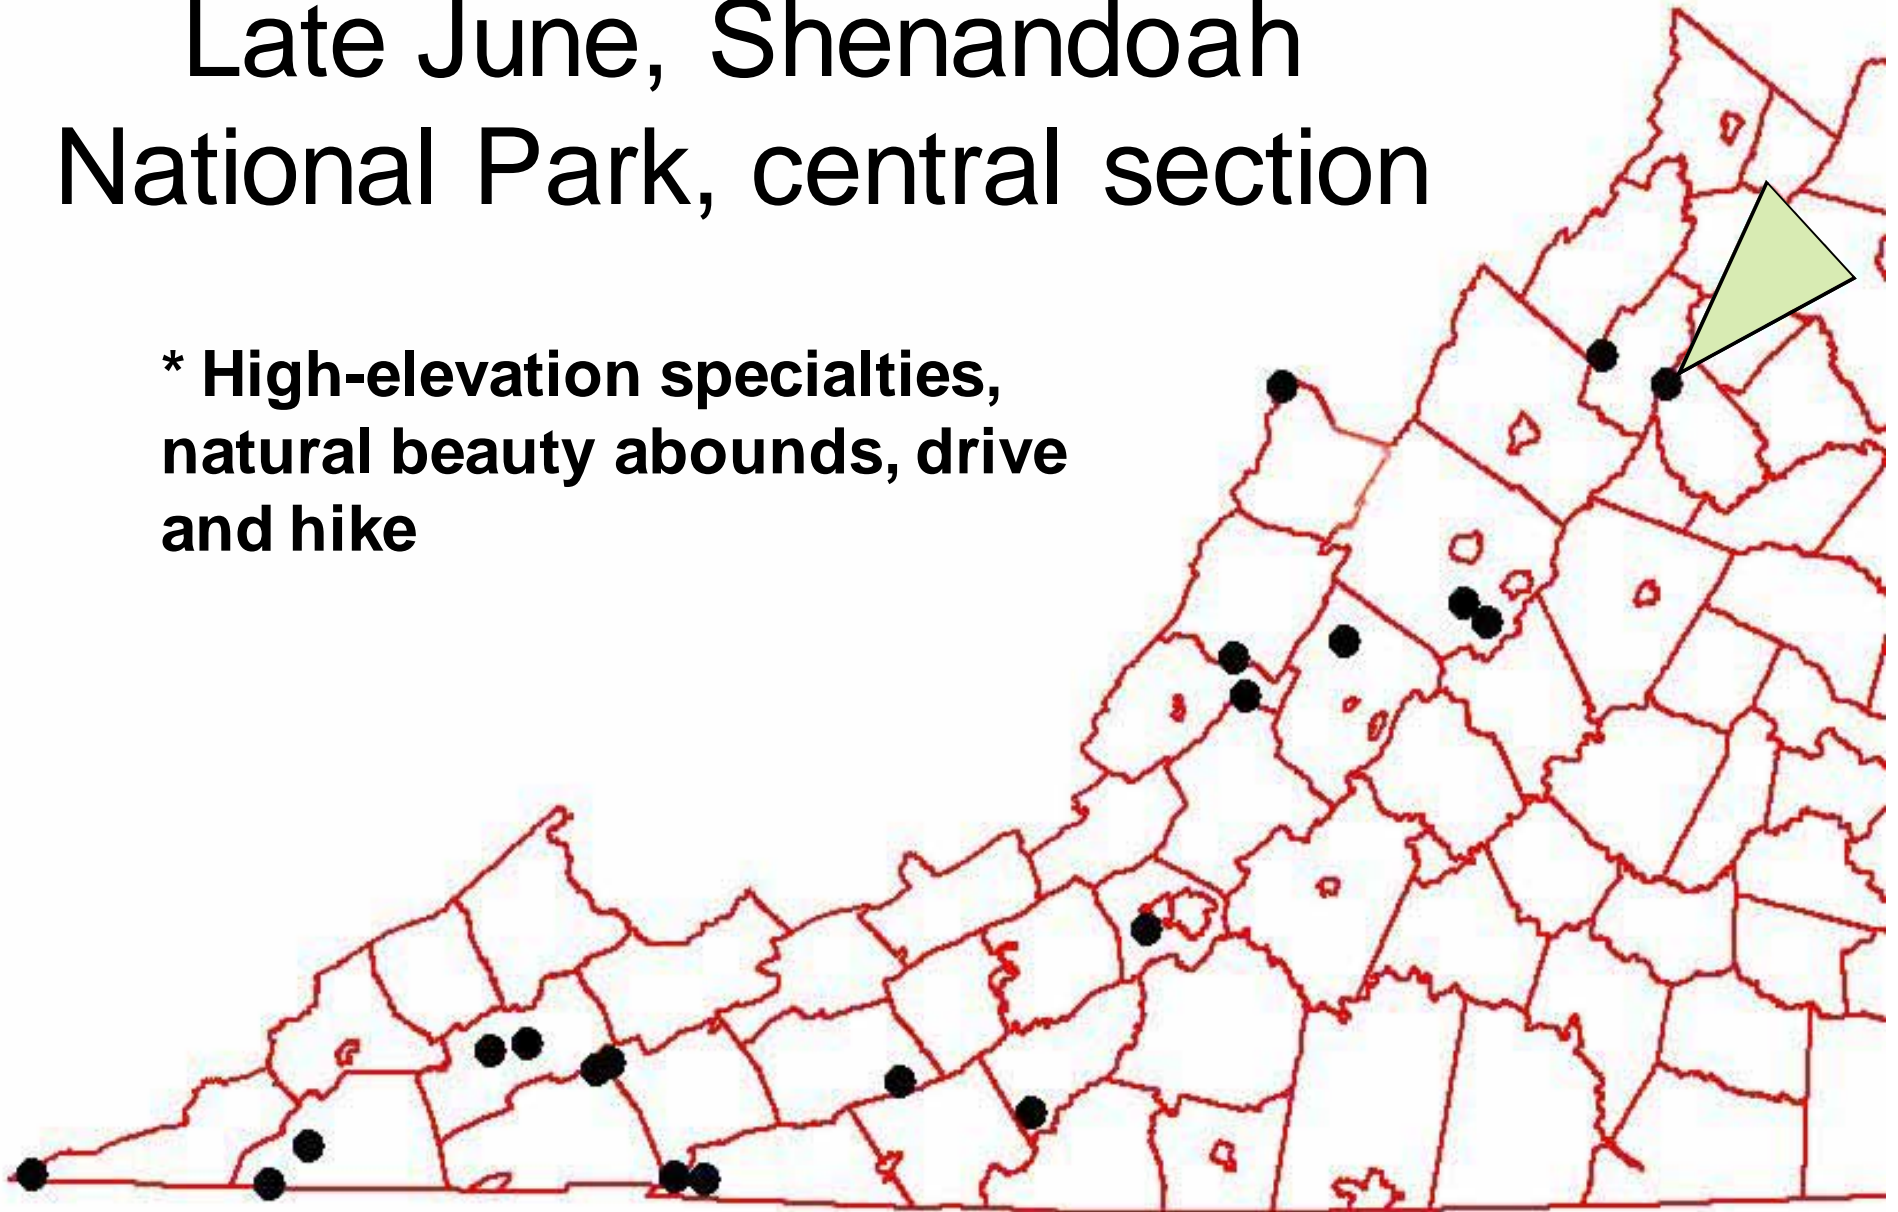 Late June, Shenandoah
National Park, central section
* High-elevation specialties,
natural beauty abounds, drive
and hike